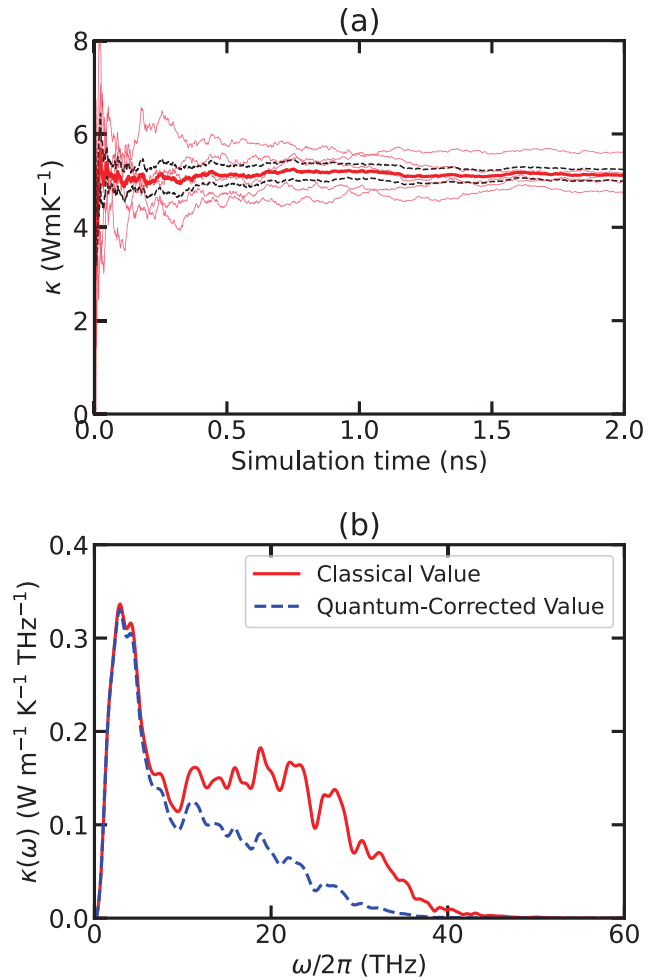 (a)
8
6
4
2
0
κ (WmK⁻¹)
0.0 0.5 1.0 1.5 2.0
Simulation time (ns)
(b)
0.4
0.3
0.2
0.1
0.0
κ(ω) (W m⁻¹ K⁻¹ THz⁻¹)
Classical Value
Quantum-Corrected Value
0 20 40 60
ω/2π (THz)